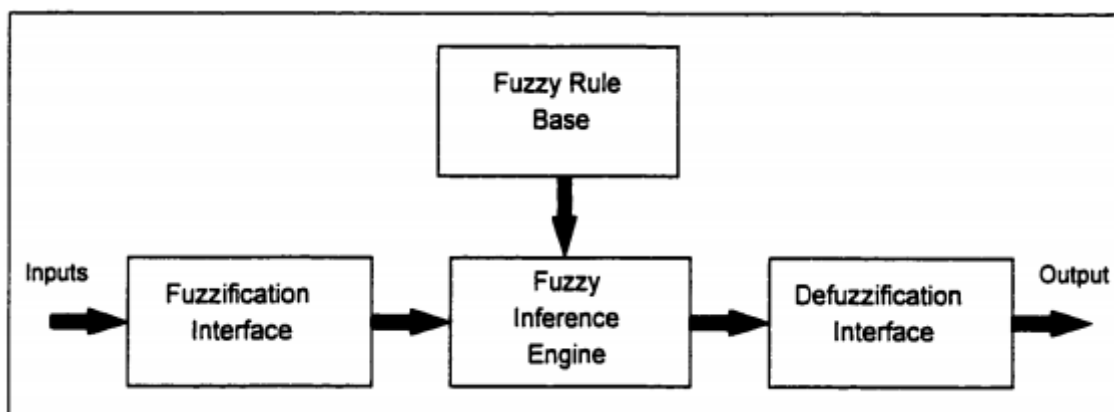 Fuzzy Rule
Base
Inputs
Fuzzification
Interface
Fuzzy
Inference
Engine
Defuzzification
Interface
Output